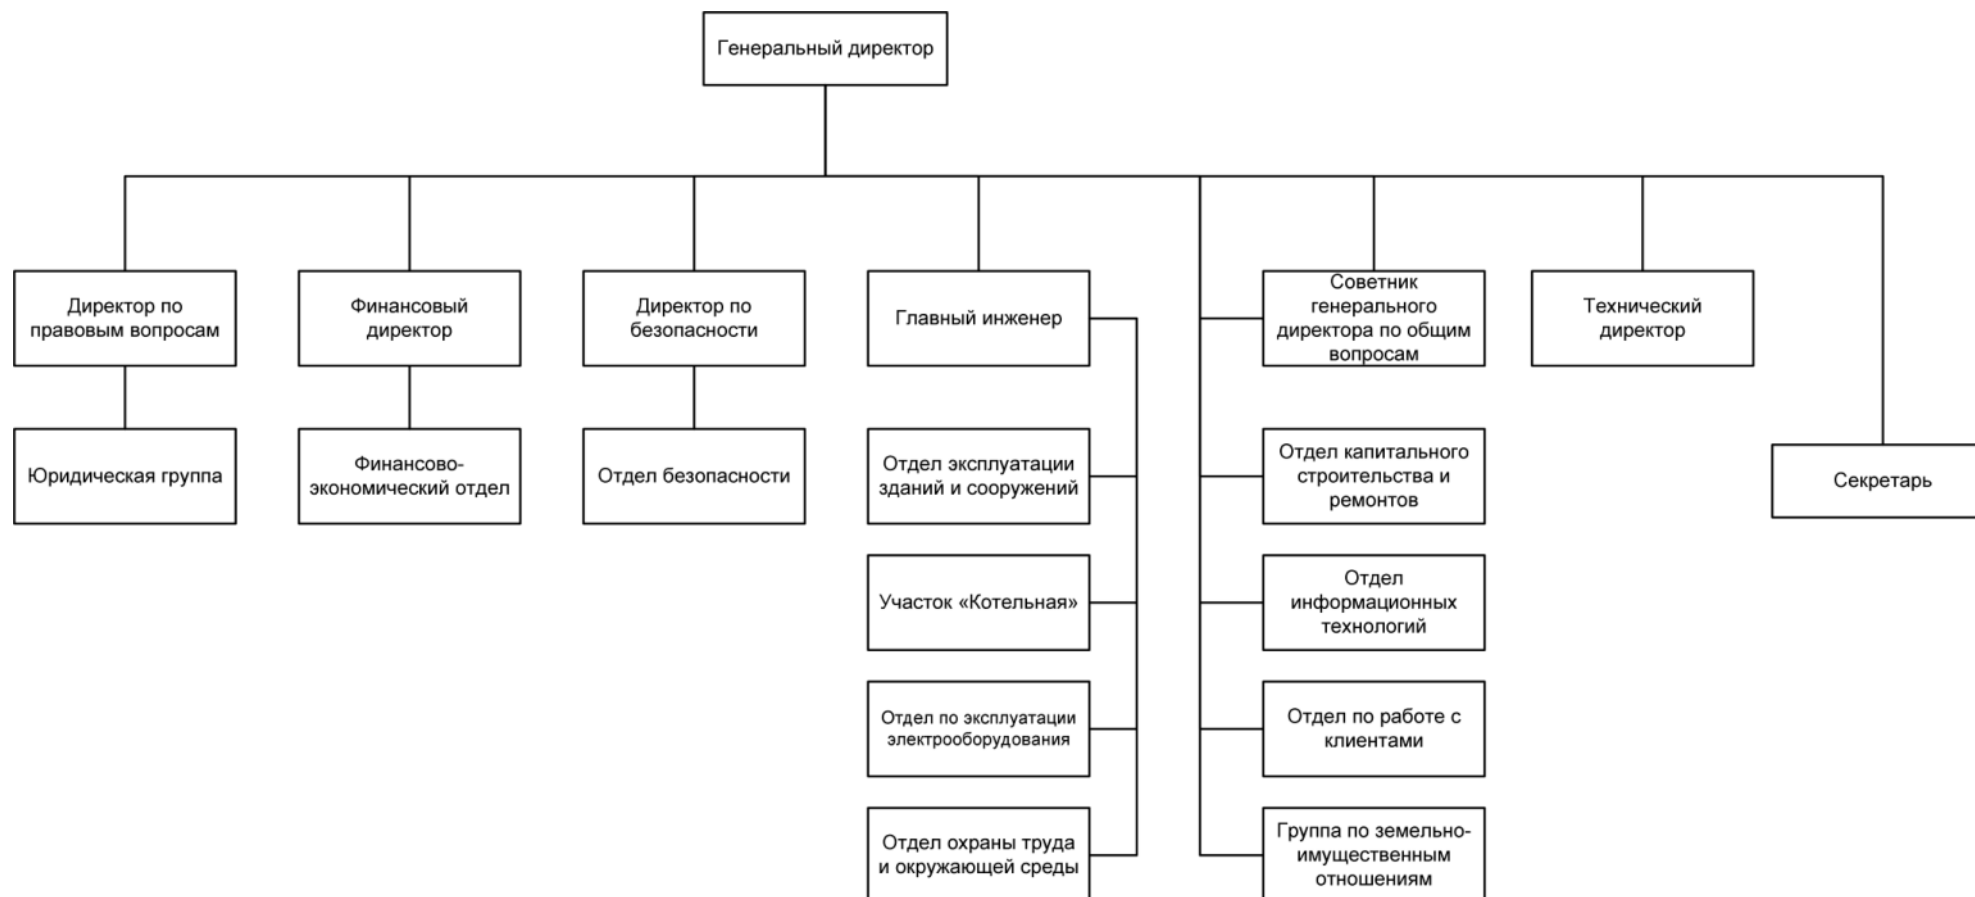 Генеральный директор
Директор по
правовым вопросам
Финансовый
директор
Директор по
безопасности
Главный инженер
Советник
генерального
директора по общим
вопросам
Технический
директор
Юридическая группа
Финансово-
экономический отдел
Отдел безопасности
Отдел эксплуатации
зданий и сооружений
Отдел капитального
строительства и
ремонтов
Секретарь
Участок «Котельная»
Отдел
информационных
технологий
Отдел по эксплуатации
электрооборудования
Отдел по работе с
клиентами
Отдел охраны труда
и окружающей среды
Группа по земельно-
имущественным
отношениям